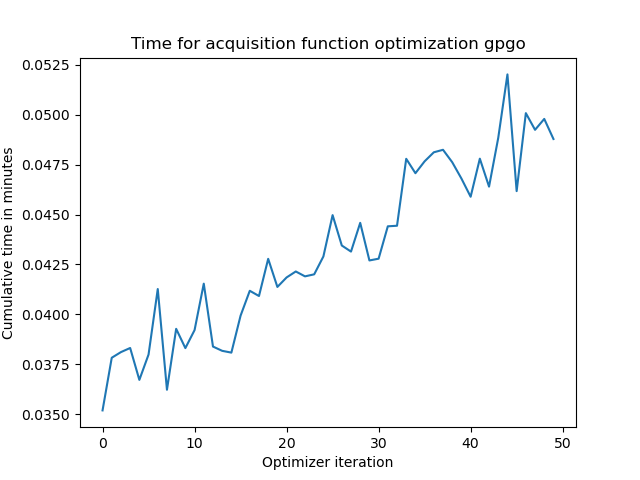 Time for acquisition function optimization gpgo
0.0525
0.0500
0.0475
0.0450
0.0425
0.0400
0.0375
0.0350
Cumulative time in minutes
0 10 20 30 40 50
Optimizer iteration